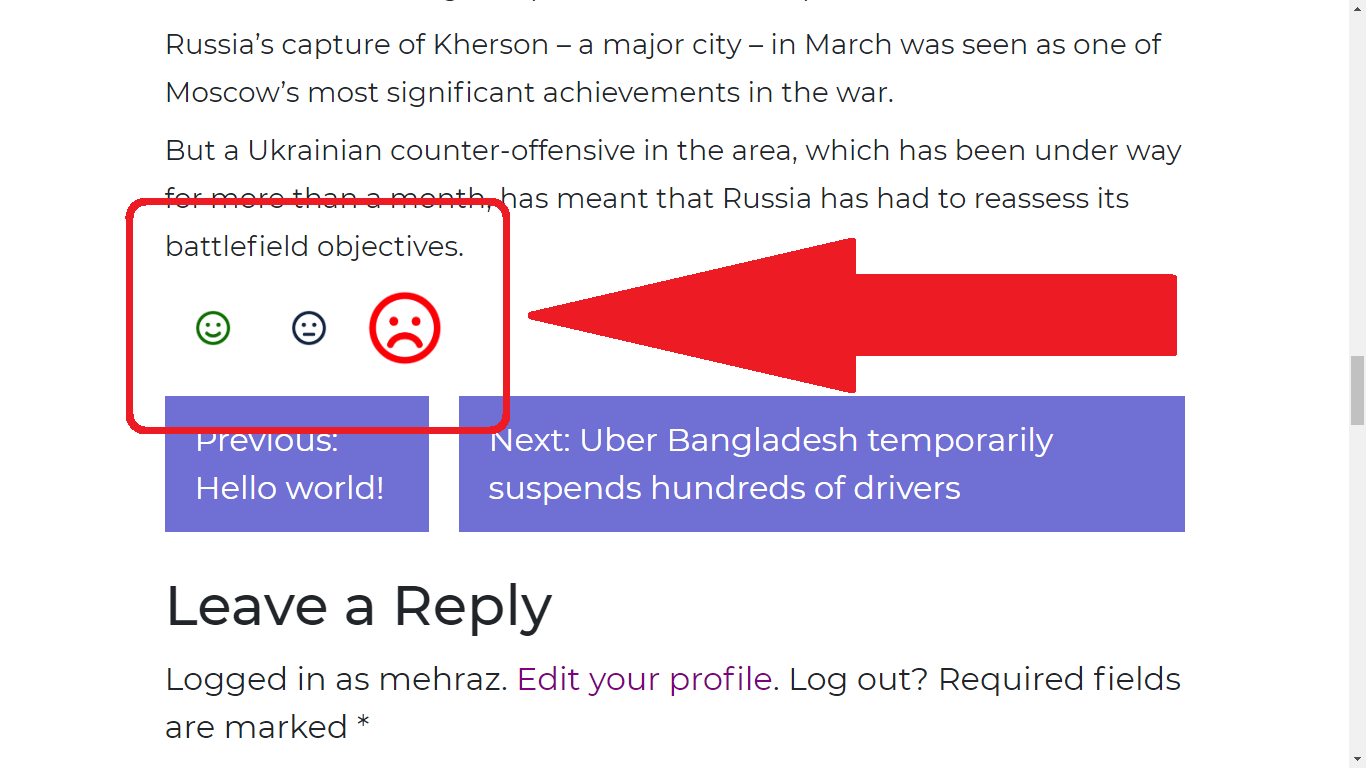 Russia’s capture of Kherson – a major city – in March was seen as one of
Moscow’s most significant achievements in the war.
But a Ukrainian counter-offensive in the area, which has been under way
for more than a month, has meant that Russia has had to reassess its
battlefield objectives.
Previous:
Hello world!
Next: Uber Bangladesh temporarily
suspends hundreds of drivers
Leave a Reply
Logged in as mehraz. Edit your profile. Log out? Required fields
are marked *